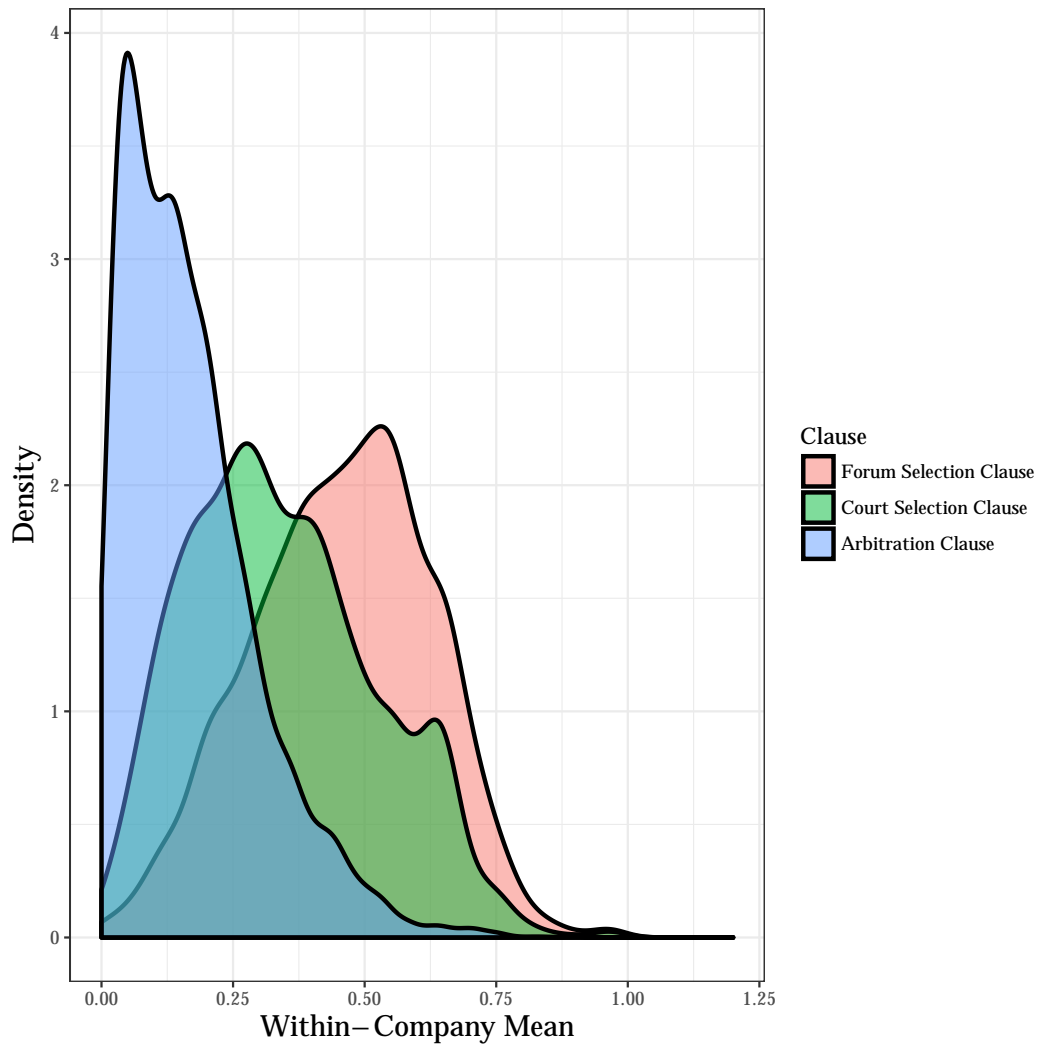 4
3
2
1
0
Density
0.00 0.25 0.50 0.75 1.00 1.25
Within−Company Mean
Clause
Forum Selection Clause
Court Selection Clause
Arbitration Clause